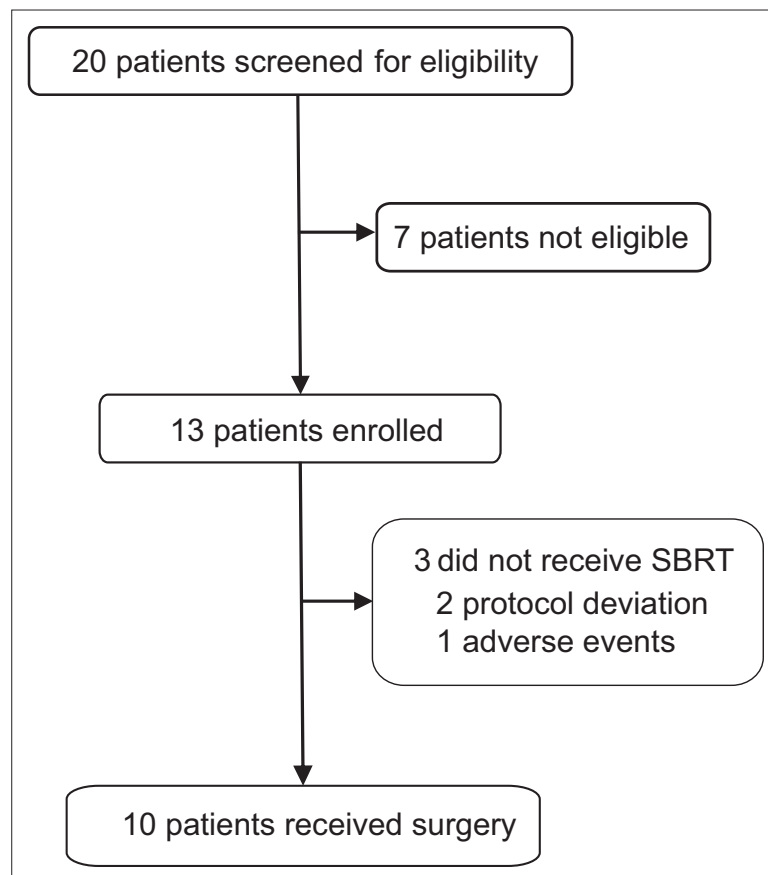 20 patients screened for eligibility
7 patients not eligible
13 patients enrolled
3 did not receive SBRT
2 protocol deviation
1 adverse events
10 patients received surgery